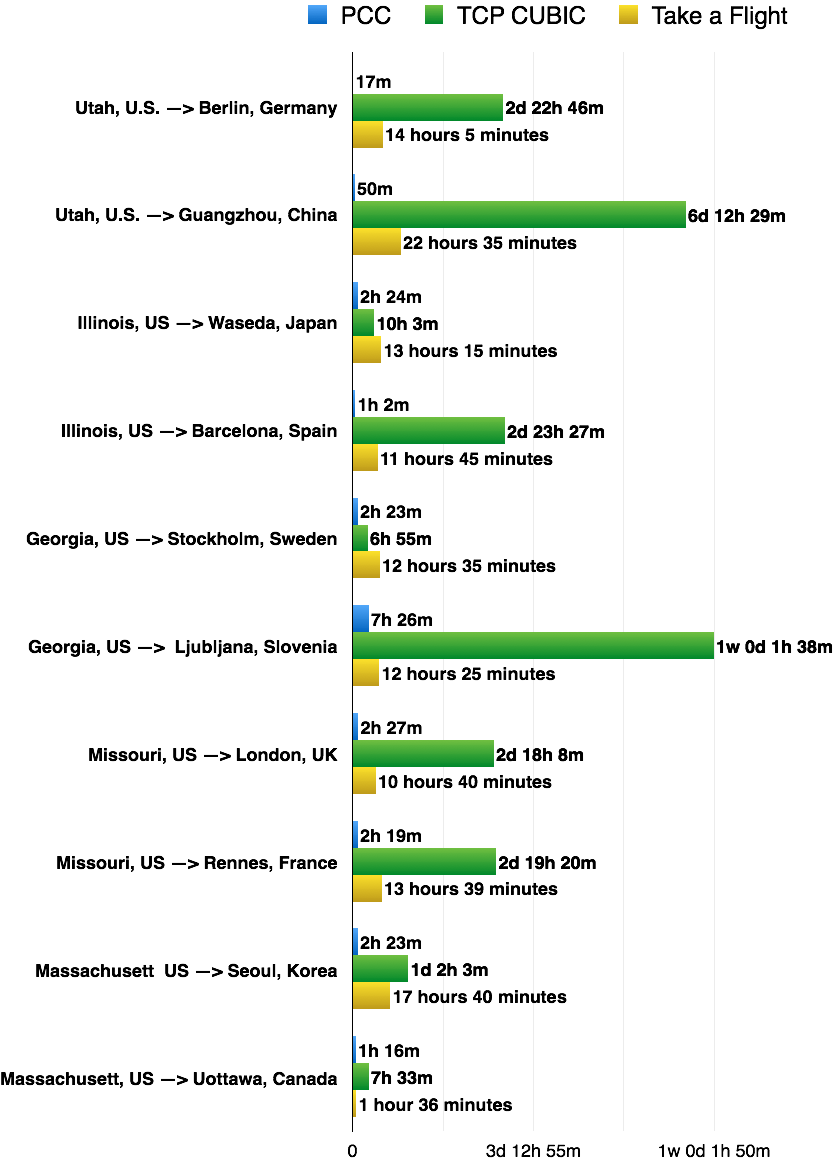 PCC TCP CUBIC Take a Flight
17m
Utah, U.S. —> Berlin, Germany 2d 22h 46m
14 hours 5 minutes
50m
Utah, U.S. —> Guangzhou, China 6d 12h 29m
22 hours 35 minutes
2h 24m
Illinois, US —> Waseda, Japan 10h 3m
13 hours 15 minutes
1h 2m
Illinois, US —> Barcelona, Spain 2d 23h 27m
11 hours 45 minutes
2h 23m
Georgia, US —> Stockholm, Sweden 6h 55m
12 hours 35 minutes
7h 26m
Georgia, US —> Ljubljana, Slovenia 1w 0d 1h 38m
12 hours 25 minutes
2h 27m
Missouri, US —> London, UK 2d 18h 8m
10 hours 40 minutes
2h 19m
Missouri, US —> Rennes, France 2d 19h 20m
13 hours 39 minutes
2h 23m
Massachusett US —> Seoul, Korea 1d 2h 3m
17 hours 40 minutes
1h 16m
Massachusett, US —> Uottawa, Canada 7h 33m
1 hour 36 minutes
0 3d 12h 55m 1w 0d 1h 50m